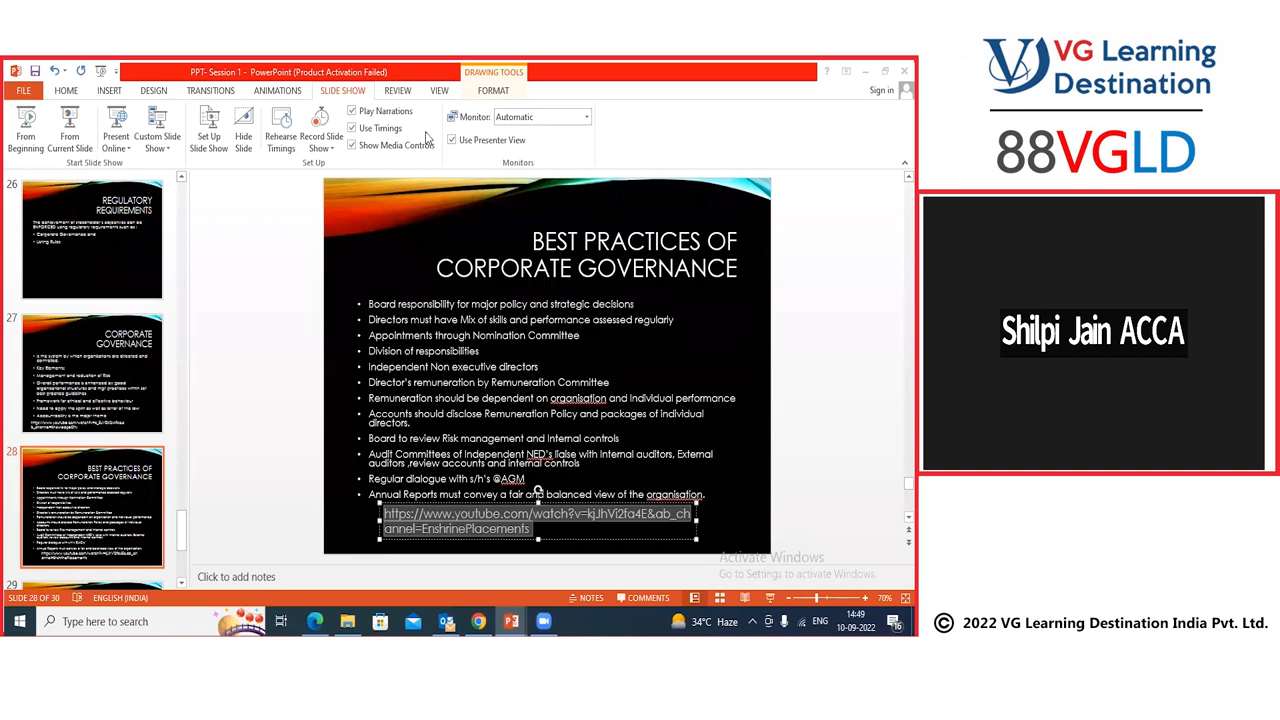 VG Learning
Destination
88VGLD
Shilpi Jain ACCA
© 2022 VG Learning Destination India Pvt. Ltd.
PPT- Session 1 - PowerPoint (Product Activation Failed)
DRAWING TOOLS
FILE HOME INSERT DESIGN TRANSITIONS ANIMATIONS SLIDE SHOW REVIEW VIEW FORMAT
Sign in
From Beginning
From Current Slide
Present Online
Custom Slide Show
Start Slide Show
Set Up Slide Show
Hide Slide
Rehearse Timings
Record Slide Show
Play Narrations
Use Timings
Show Media Controls
Set Up
Monitor: Automatic
Use Presenter View
Monitors
26
REGULATORY
REQUIREMENTS
27
CORPORATE
GOVERNANCE
28
BEST PRACTICES OF
CORPORATE GOVERNANCE
29
BEST PRACTICES OF
CORPORATE GOVERNANCE
• Board responsibility for major policy and strategic decisions
• Directors must have Mix of skills and performance assessed regularly
• Appointments through Nomination Committee
• Division of responsibilities
• Independent Non executive directors
• Director's remuneration by Remuneration Committee
• Remuneration should be dependent on organisation and Individual performance
• Accounts should disclose Remuneration Policy and packages of individual
directors.
• Board to review Risk management and Internal controls
• Audit Committees of Independent NED's liaise with Internal auditors, External
auditors ,review accounts and internal controls
• Regular dialogue with s/h's @AGM
• Annual Reports must convey a fair and balanced view of the organisation.
https://www.youtube.com/watch?v=kjJhVi2fa4E&ab_ch
annel=EnshrinePlacements
Activate Windows
Go to Settings to activate Windows.
Click to add notes
SLIDE 28 OF 30 ENGLISH (INDIA) NOTES COMMENTS 70%
Type here to search
34°C Haze ENG
14:49
10-09-2022
16